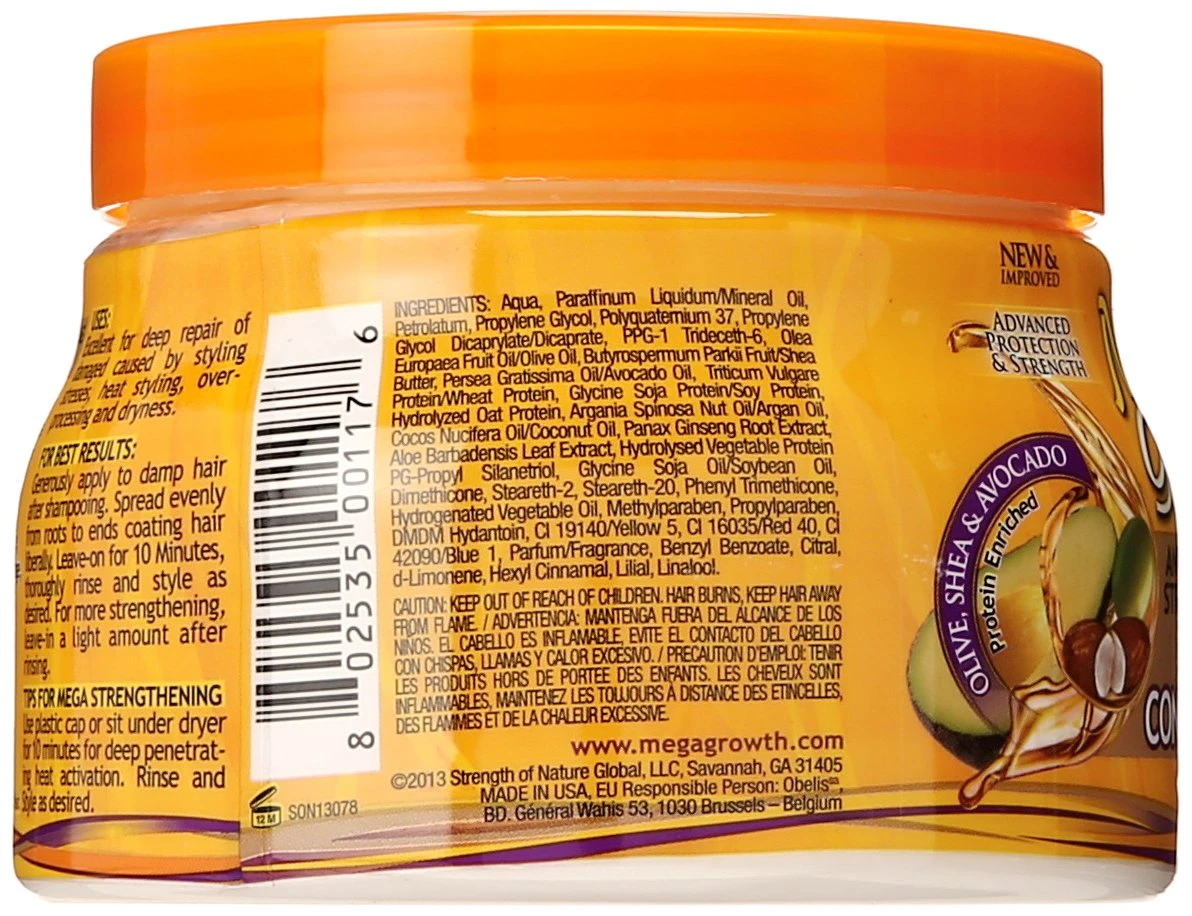 USES:
Excellent for deep repair of
damaged caused by styling
stresses, heat styling, over-
processing and dryness.
FOR BEST RESULTS:
Generously apply to damp hair
after shampooing. Spread evenly
from roots to ends coating hair
liberally. Leave-on for 10 Minutes,
thoroughly rinse and style as
desired. For more strengthening,
leave-in a light amount after
rinsing.
TIPS FOR MEGA STRENGTHENING
Use plastic cap or sit under dryer
for 10 minutes for deep penetrat-
ing heat activation. Rinse and
Style as desired.
8 02535 00117 6
12 M
SON13078
INGREDIENTS: Aqua, Paraffinum Liquidum/Mineral Oil,
Petrolatum, Propylene Glycol, Polyquaternium 37, Propylene
Glycol Dicaprylate/Dicaprate, PPG-1 Trideceth-6, Olea
Europaea Fruit Oil/Olive Oil, Butyrospermum Parkii Fruit/Shea
Butter, Persea Gratissima Oil/Avocado Oil, Triticum Vulgare
Protein/Wheat Protein, Glycine Soja Protein/Soy Protein,
Hydrolyzed Oat Protein, Argania Spinosa Nut Oil/Argan Oil,
Cocos Nucifera Oil/Coconut Oil, Panax Ginseng Root Extract,
Aloe Barbadensis Leaf Extract, Hydrolysed Vegetable Protein
PG-Propyl Silanetriol, Glycine Soja Oil/Soybean Oil,
Dimethicone, Steareth-2, Steareth-20, Phenyl Trimethicone,
Hydrogenated Vegetable Oil, Methylparaben, Propylparaben,
DMDM Hydantoin, CI 19140/Yellow 5, CI 16035/Red 40, CI
42090/Blue 1, Parfum/Fragrance, Benzyl Benzoate, Citral,
d-Limonene, Hexyl Cinnamal, Lilial, Linalool.
CAUTION: KEEP OUT OF REACH OF CHILDREN. HAIR BURNS, KEEP HAIR AWAY
FROM FLAME. / ADVERTENCIA: MANTENGA FUERA DEL ALCANCE DE LOS
NINOS. EL CABELLO ES INFLAMABLE, EVITE EL CONTACTO DEL CABELLO
CON CHISPAS, LLAMAS Y CALOR EXCESIVO. / PRECAUTION D'EMPLOI: TENIR
LES PRODUITS HORS DE PORTEE DES ENFANTS. LES CHEVEUX SONT
INFLAMMABLES, MAINTENEZ LES TOUJOURS À DISTANCE DES ETINCELLES,
DES FLAMMES ET DE LA CHALEUR EXCESSIVE.
www.megagrowth.com
©2013 Strength of Nature Global, LLC, Savannah, GA 31405
MADE IN USA, EU Responsible Person: Obelis sa,
BD. Général Wahis 53, 1030 Brussels – Belgium
NEW &
IMPROVED
ADVANCED
PROTECTION
& STRENGTH
OLIVE, SHEA & AVOCADO
Protein Enriched